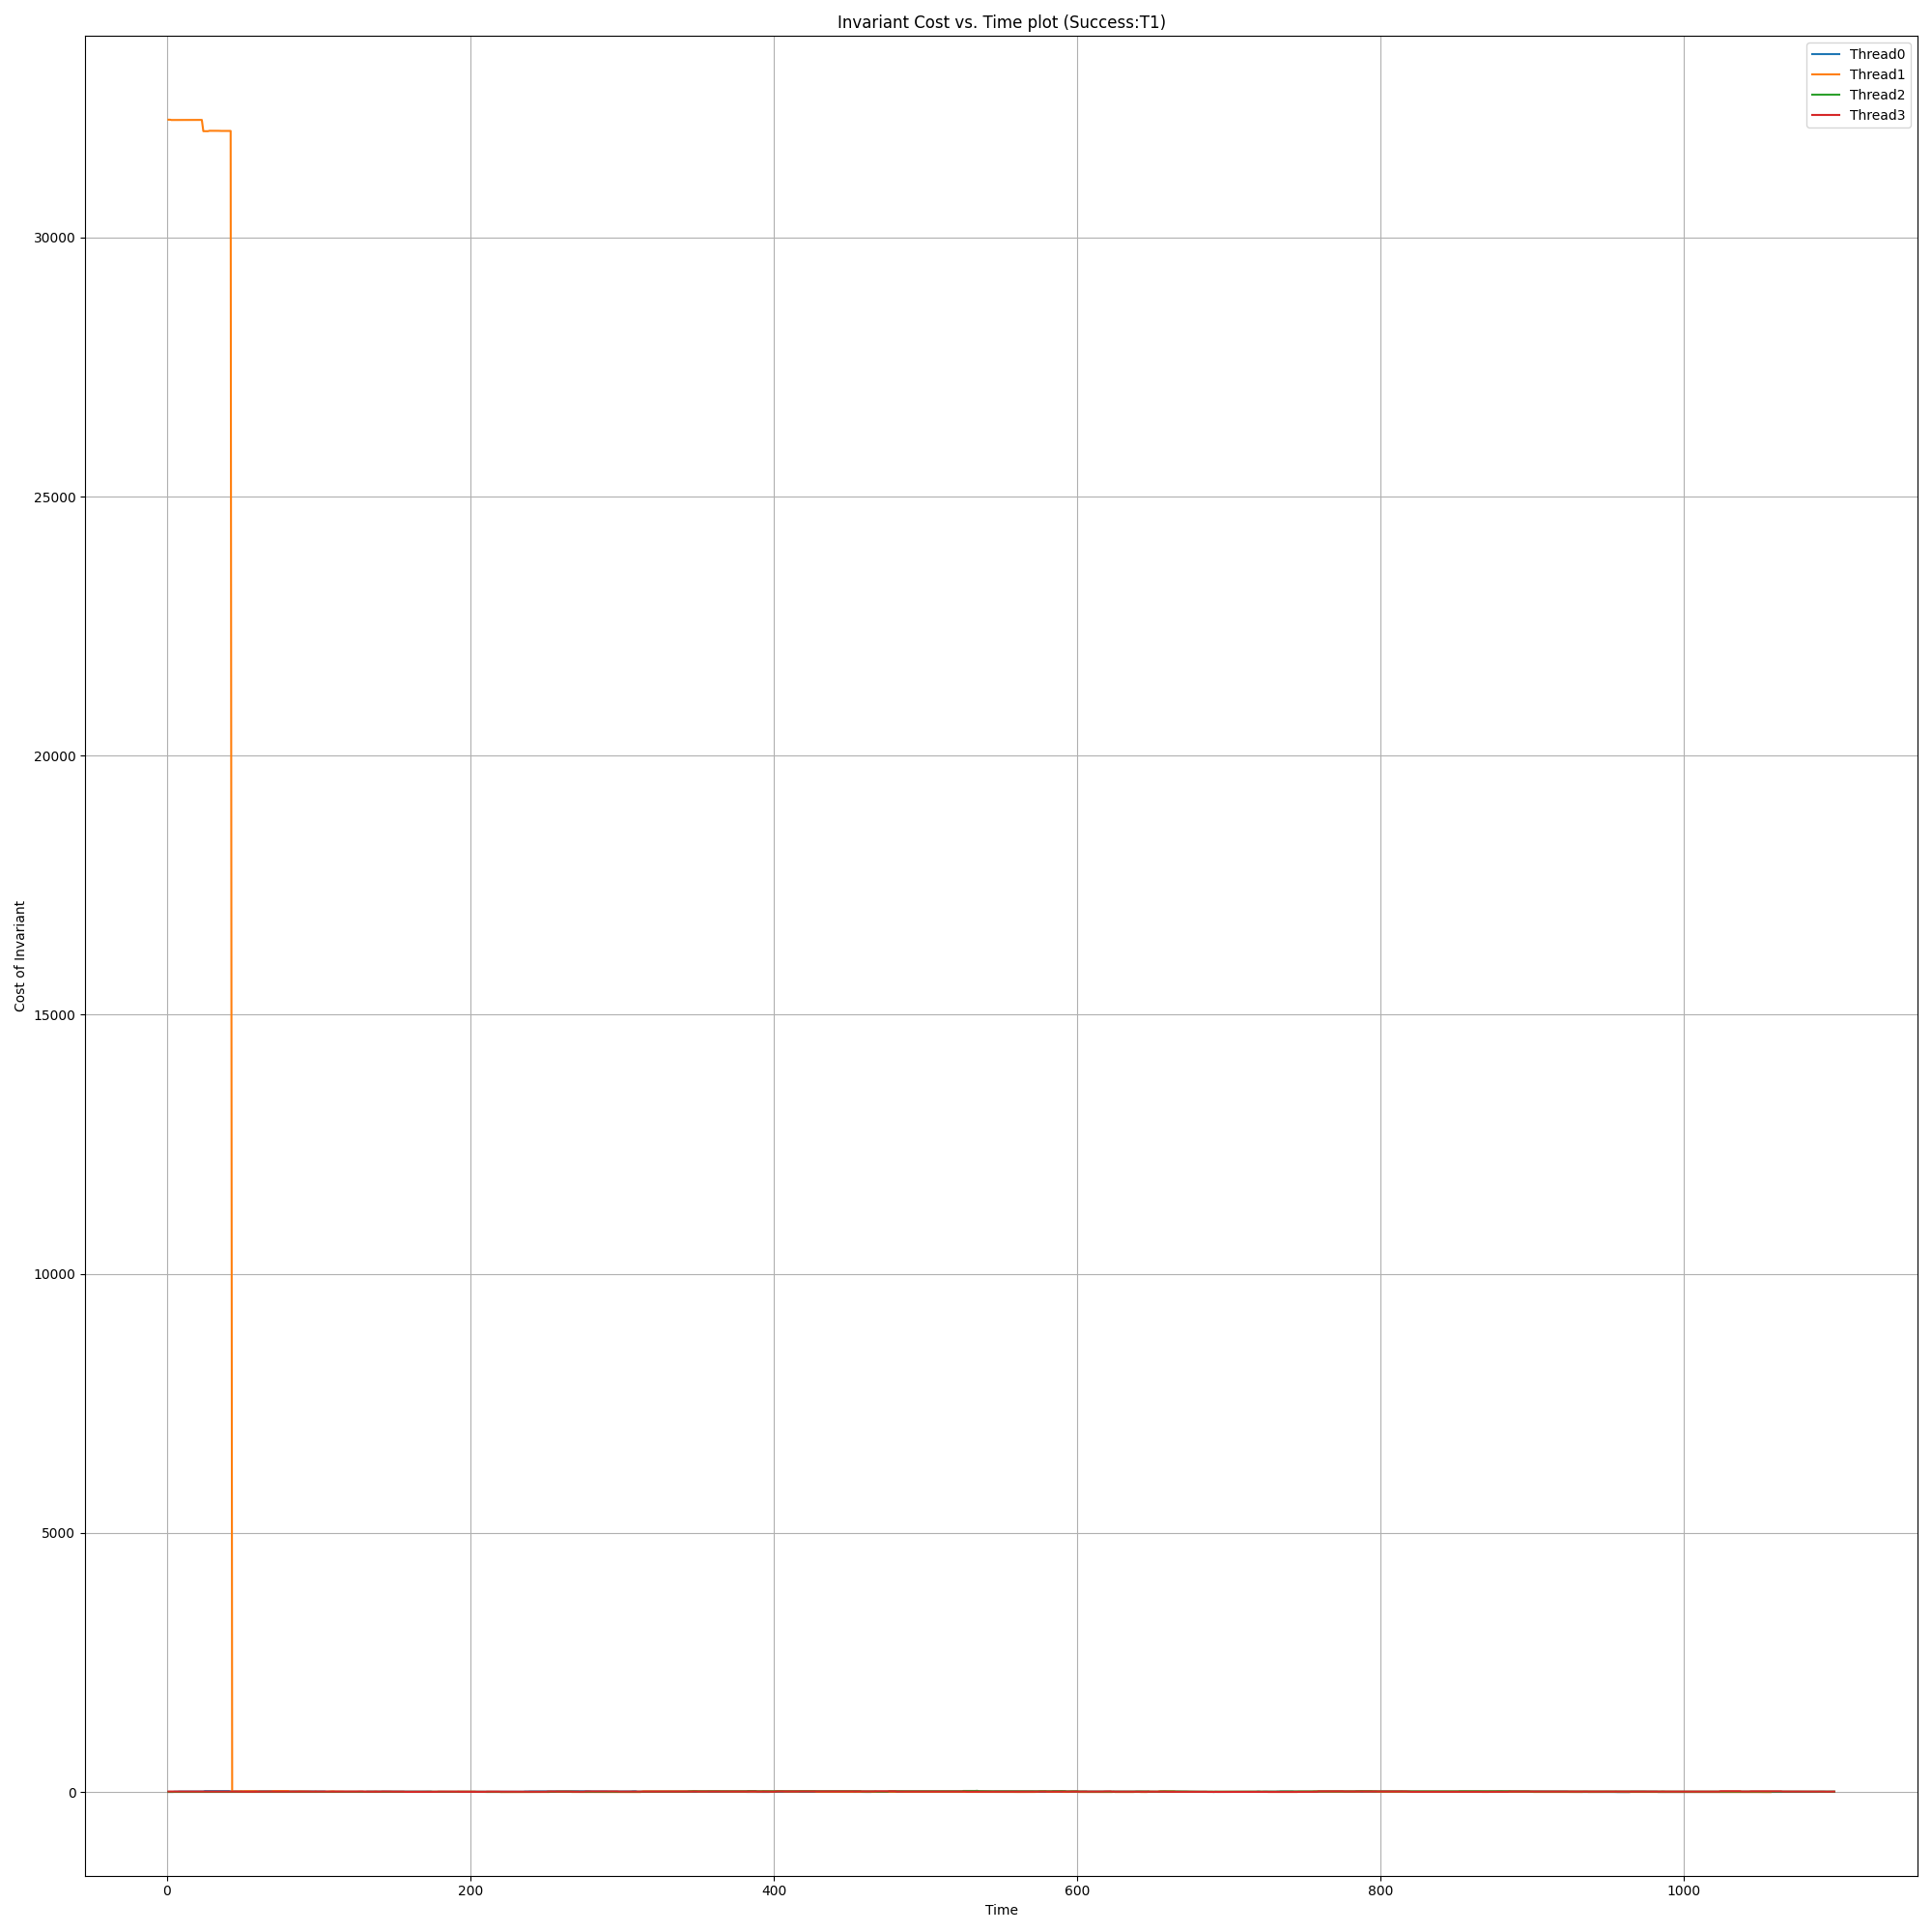 Invariant Cost vs. Time plot (Success:T1)
Thread0
Thread1
Thread2
Thread3
30000
25000
20000
15000
10000
5000
0
Cost of Invariant
0 200 400 600 800 1000
Time